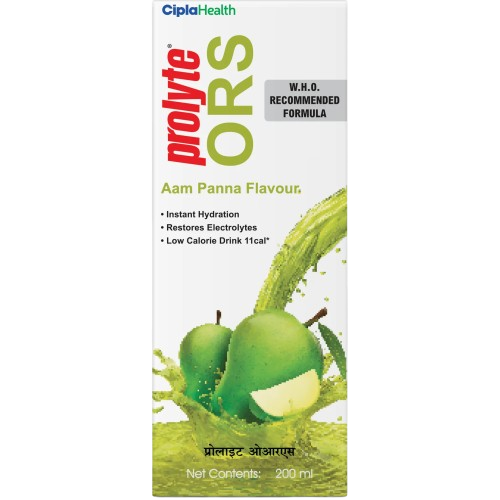 CiplaHealth
prolyte®
ORS
W.H.O.
RECOMMENDED
FORMULA
Aam Panna Flavour
• Instant Hydration
• Restores Electrolytes
• Low Calorie Drink 11cal*
प्रोलाइट ओआरएस
Net Contents: 200 ml